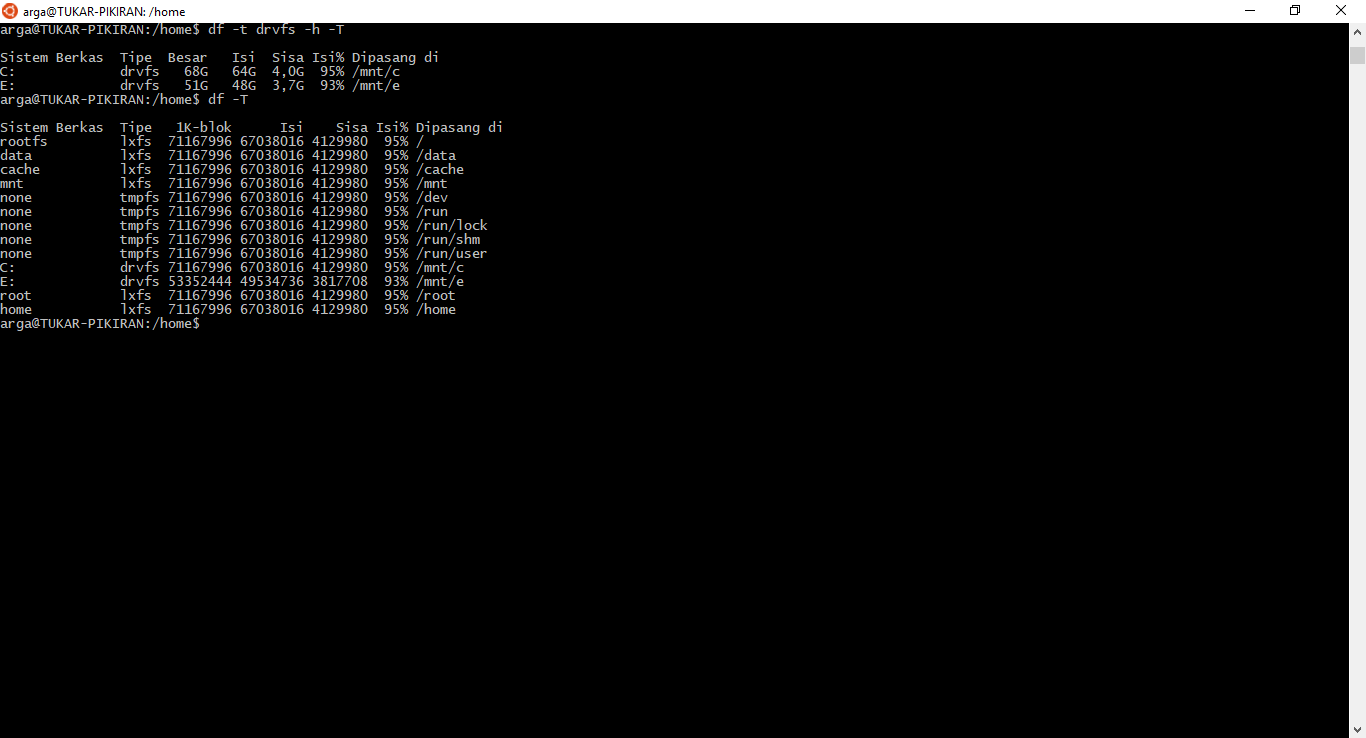 arga@TUKAR-PIKIRAN: /home
arga@TUKAR-PIKIRAN:/home$ df -t drvfs -h -T
Sistem Berkas  Tipe  Besar   Isi  Sisa Isi% Dipasang di
C:             drvfs   68G   64G  4,0G  95% /mnt/c
E:             drvfs   51G   48G  3,7G  93% /mnt/e
arga@TUKAR-PIKIRAN:/home$ df -T
Sistem Berkas  Tipe   1K-blok      Isi    Sisa Isi% Dipasang di
rootfs         lxfs  71167996 67038016 4129980  95% /
data           lxfs  71167996 67038016 4129980  95% /data
cache          lxfs  71167996 67038016 4129980  95% /cache
mnt            lxfs  71167996 67038016 4129980  95% /mnt
none           tmpfs 71167996 67038016 4129980  95% /dev
none           tmpfs 71167996 67038016 4129980  95% /run
none           tmpfs 71167996 67038016 4129980  95% /run/lock
none           tmpfs 71167996 67038016 4129980  95% /run/shm
none           tmpfs 71167996 67038016 4129980  95% /run/user
C:             drvfs 71167996 67038016 4129980  95% /mnt/c
E:             drvfs 53352444 49534736 3817708  93% /mnt/e
root           lxfs  71167996 67038016 4129980  95% /root
home           lxfs  71167996 67038016 4129980  95% /home
arga@TUKAR-PIKIRAN:/home$